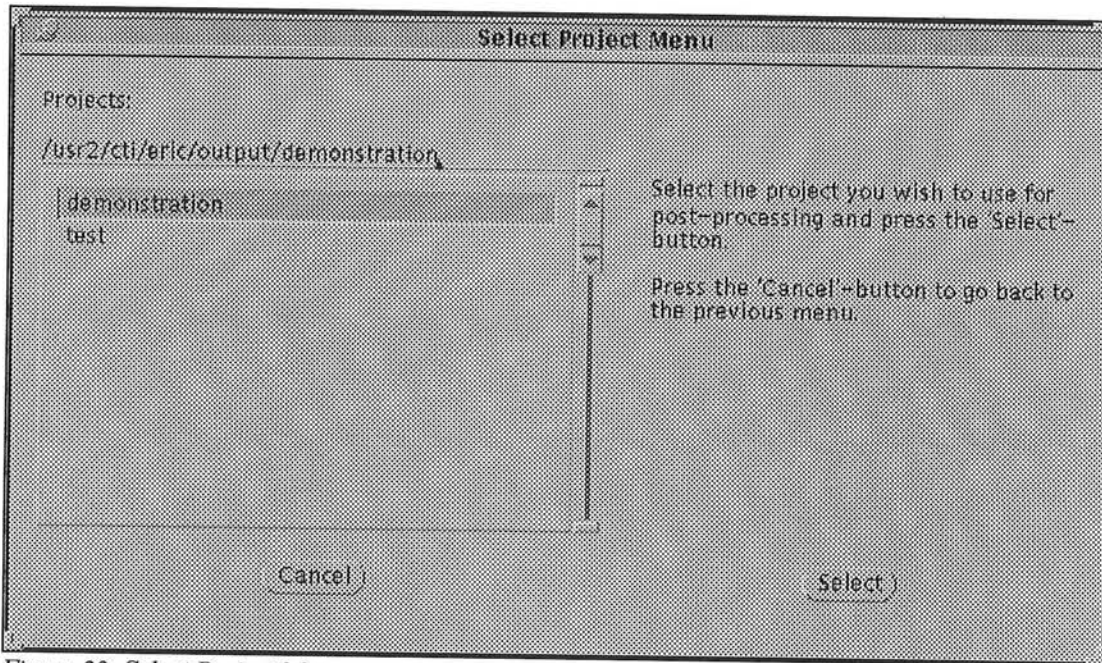 Select Project Menu
Projects:
/usr2/cti/eric/output/demonstration
demonstration
test
Select the project you wish to use for
post-processing and press the 'Select'-
button.
Press the 'Cancel'-button to go back to
the previous menu.
Cancel
Select